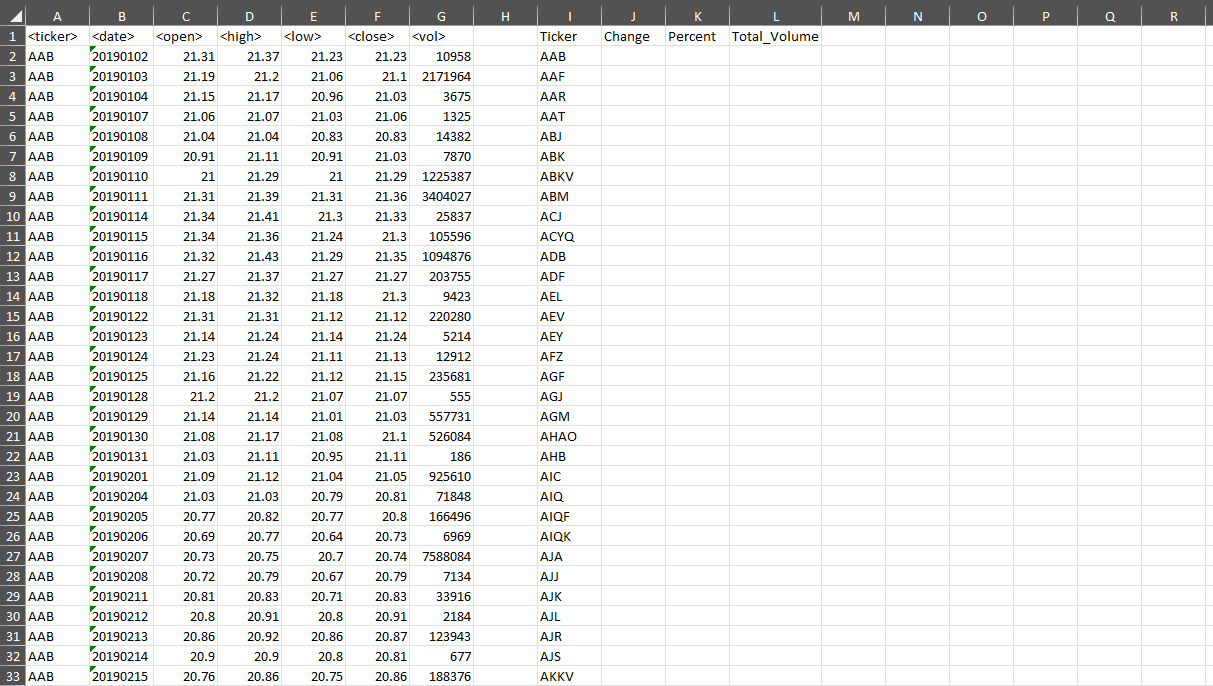 A B C D E F G H I J K L M N O P Q R
1 <ticker> <date> <open> <high> <low> <close> <vol> Ticker Change Percent Total_Volume
2 AAB 20190102 21.31 21.37 21.23 21.23 10958 AAB
3 AAB 20190103 21.19 21.2 21.06 21.1 2171964 AAF
4 AAB 20190104 21.15 21.17 20.96 21.03 3675 AAR
5 AAB 20190107 21.06 21.07 21.03 21.06 1325 AAT
6 AAB 20190108 21.04 21.04 20.83 20.83 14382 ABJ
7 AAB 20190109 20.91 21.11 20.91 21.03 7870 ABK
8 AAB 20190110 21 21.29 21 21.29 1225387 ABKV
9 AAB 20190111 21.31 21.39 21.31 21.36 3404027 ABM
10 AAB 20190114 21.34 21.41 21.3 21.33 25837 ACJ
11 AAB 20190115 21.34 21.36 21.24 21.3 105596 ACYQ
12 AAB 20190116 21.32 21.43 21.29 21.35 1094876 ADB
13 AAB 20190117 21.27 21.37 21.27 21.27 203755 ADF
14 AAB 20190118 21.18 21.32 21.18 21.3 9423 AEL
15 AAB 20190122 21.31 21.31 21.12 21.12 220280 AEV
16 AAB 20190123 21.14 21.24 21.14 21.24 5214 AEY
17 AAB 20190124 21.23 21.24 21.11 21.13 12912 AFZ
18 AAB 20190125 21.16 21.22 21.12 21.15 235681 AGF
19 AAB 20190128 21.2 21.2 21.07 21.07 555 AGJ
20 AAB 20190129 21.14 21.14 21.01 21.03 557731 AGM
21 AAB 20190130 21.08 21.17 21.08 21.1 526084 AHAO
22 AAB 20190131 21.03 21.11 20.95 21.11 186 AHB
23 AAB 20190201 21.09 21.12 21.04 21.05 925610 AIC
24 AAB 20190204 21.03 21.03 20.79 20.81 71848 AIQ
25 AAB 20190205 20.77 20.82 20.77 20.8 166496 AIQF
26 AAB 20190206 20.69 20.77 20.64 20.73 6969 AIQK
27 AAB 20190207 20.73 20.75 20.7 20.74 7588084 AJA
28 AAB 20190208 20.72 20.79 20.67 20.79 7134 AJJ
29 AAB 20190211 20.81 20.83 20.71 20.83 33916 AJK
30 AAB 20190212 20.8 20.91 20.8 20.91 2184 AJL
31 AAB 20190213 20.86 20.92 20.86 20.87 123943 AJR
32 AAB 20190214 20.9 20.9 20.8 20.81 677 AJS
33 AAB 20190215 20.76 20.86 20.75 20.86 188376 AKKV